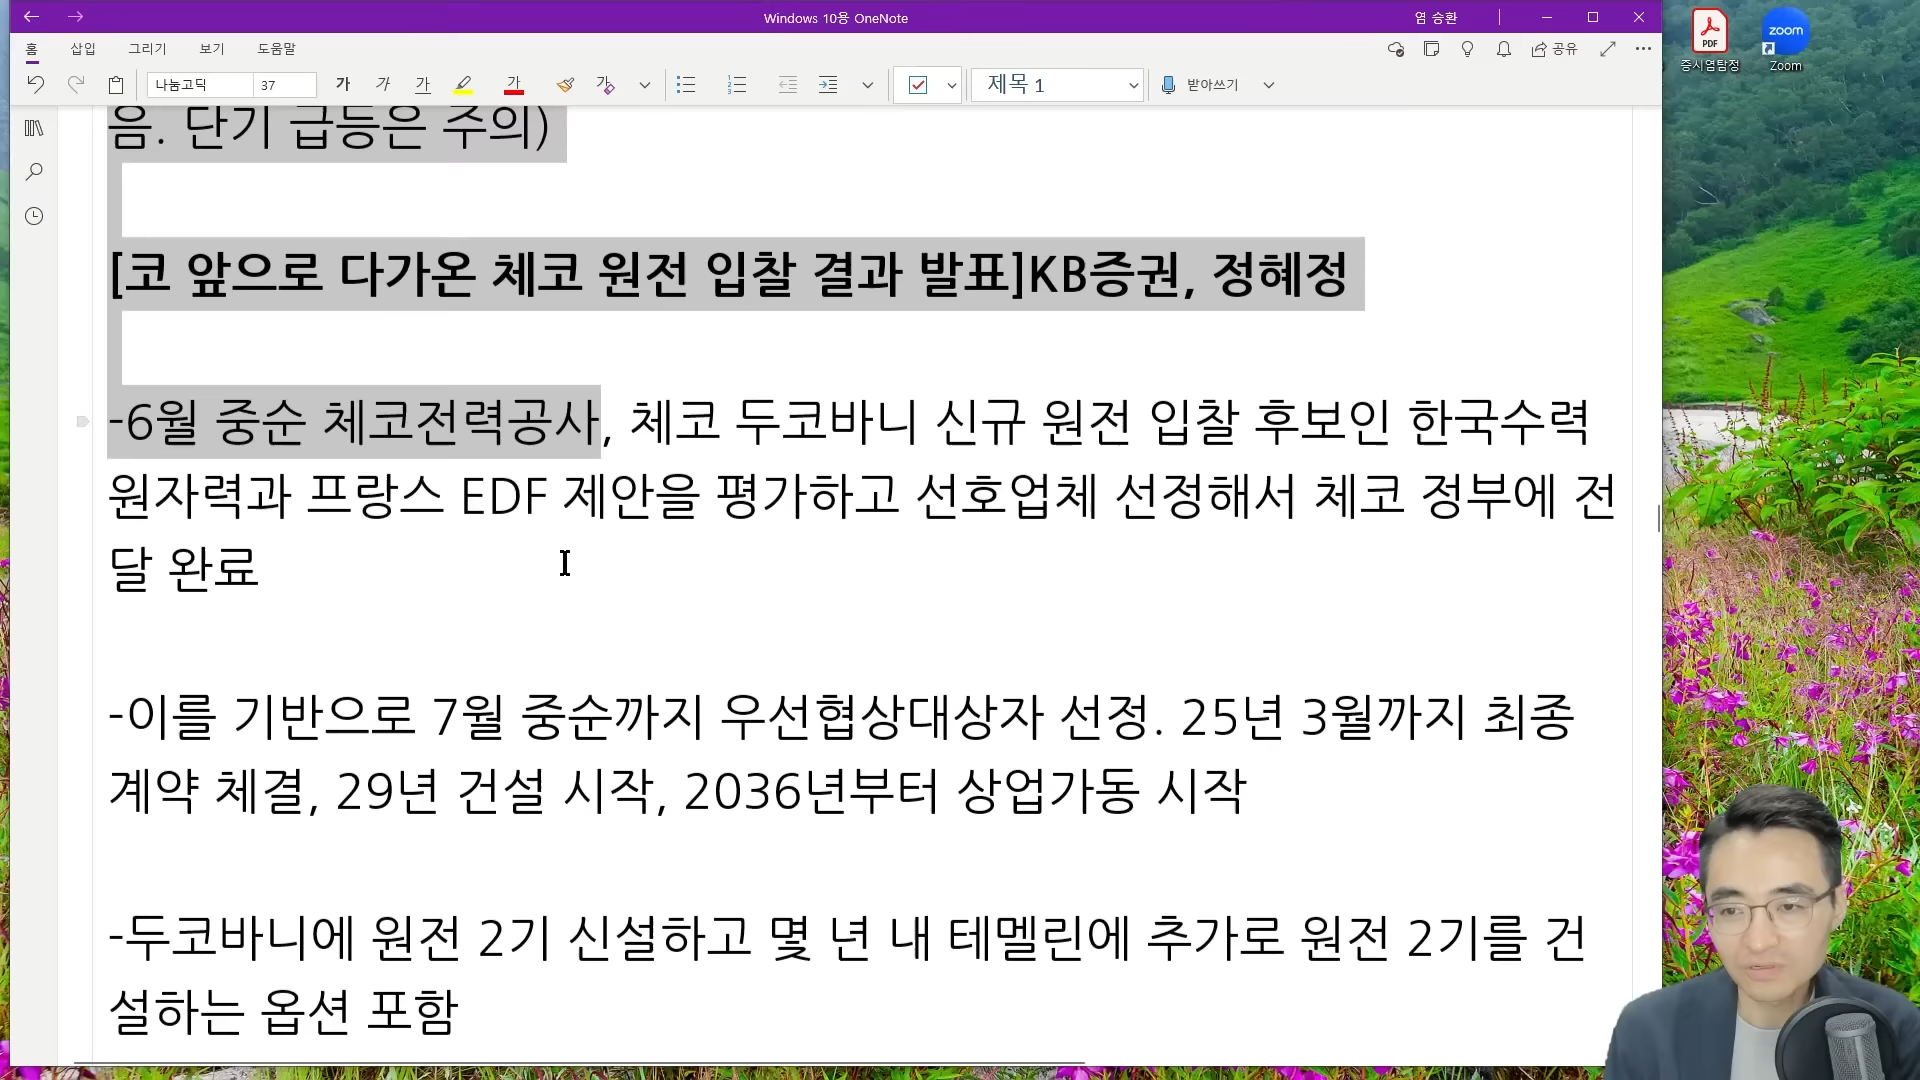 Windows 10용 OneNote
염 승환
홈 삽입 그리기 보기 도움말
공유
나눔고딕 37 가 가 가 가 제목 1 받아쓰기
PDF
zoom
증시염탐정 Zoom
음. 단기 급등은 주의)
[코 앞으로 다가온 체코 원전 입찰 결과 발표]KB증권, 정혜정
-6월 중순 체코전력공사, 체코 두코바니 신규 원전 입찰 후보인 한국수력
원자력과 프랑스 EDF 제안을 평가하고 선호업체 선정해서 체코 정부에 전
달 완료
-이를 기반으로 7월 중순까지 우선협상대상자 선정. 25년 3월까지 최종
계약 체결, 29년 건설 시작, 2036년부터 상업가동 시작
-두코바니에 원전 2기 신설하고 몇 년 내 테멜린에 추가로 원전 2기를 건
설하는 옵션 포함